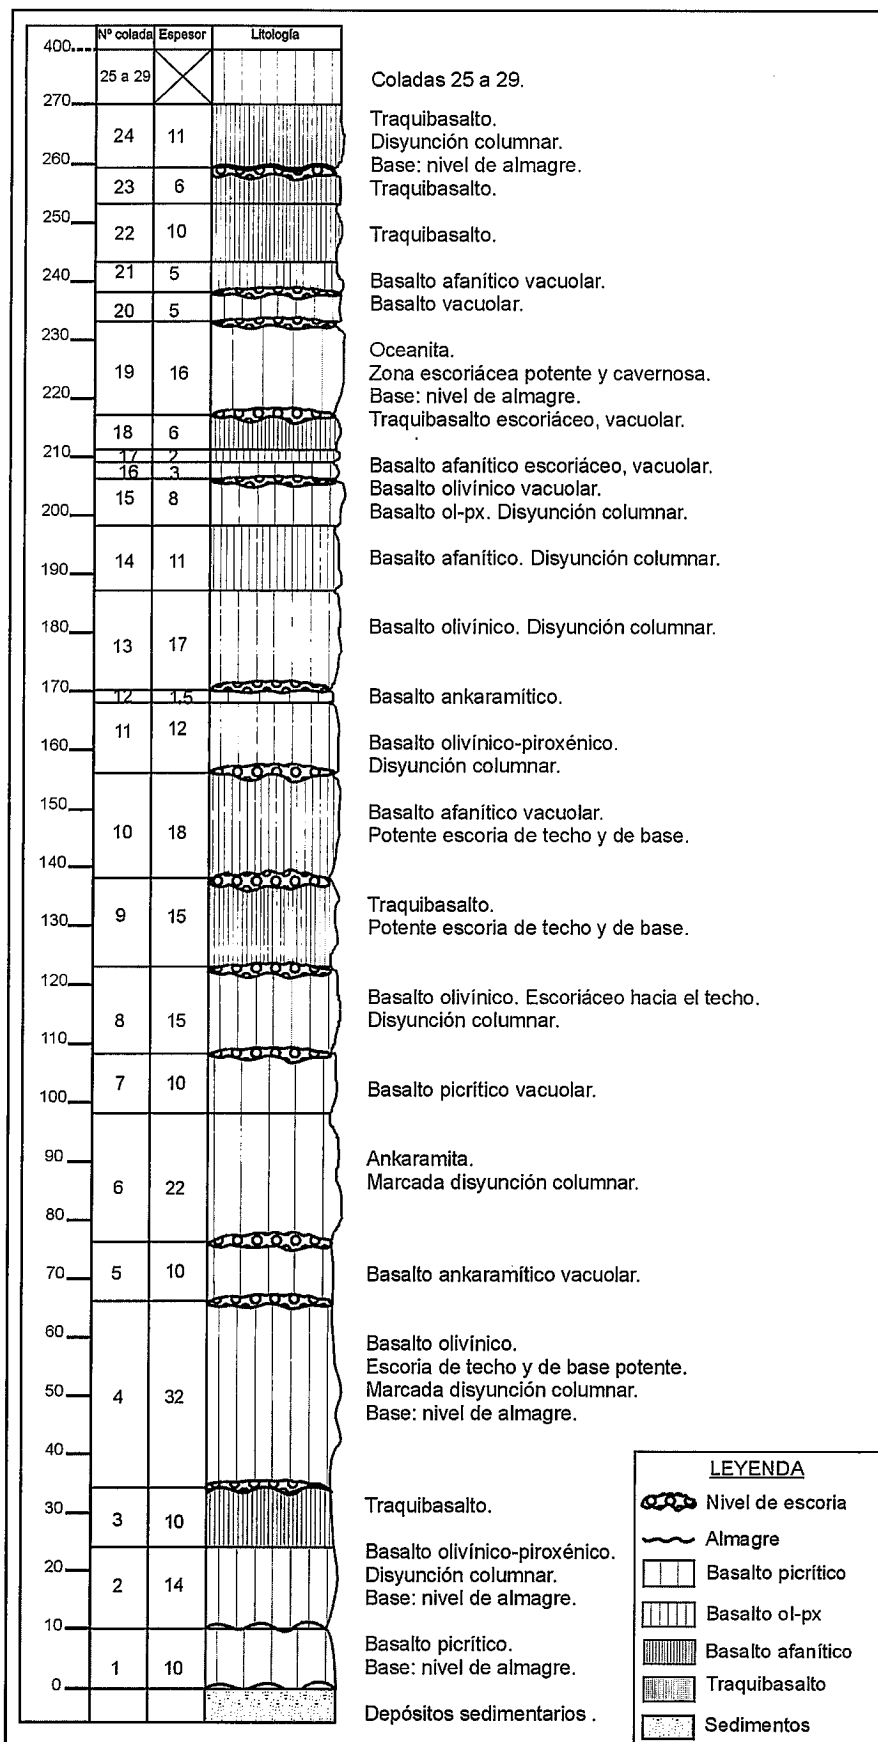 Nº colada Espesor Litología
400
25 a 29
Coladas 25 a 29.
270
24 11
Traquibasalto.
Disyunción columnar.
Base: nivel de almagre.
260
23 6
Traquibasalto.
250
22 10
Traquibasalto.
240
21 5
Basalto afanítico vacuolar.
20 5
Basalto vacuolar.
230
19 16
Oceanita.
Zona escoriácea potente y cavernosa.
Base: nivel de almagre.
220
18 6
Traquibasalto escoriáceo, vacuolar.
210
17 2
Basalto afanítico escoriáceo, vacuolar.
16 3
Basalto olivínico vacuolar.
15 8
Basalto ol-px. Disyunción columnar.
200
14 11
Basalto afanítico. Disyunción columnar.
190
180
13 17
Basalto olivínico. Disyunción columnar.
170
12 1,5
Basalto ankaramítico.
11 12
Basalto olivínico-piroxénico.
Disyunción columnar.
160
150
10 18
Basalto afanítico vacuolar.
Potente escoria de techo y de base.
140
9 15
Traquibasalto.
Potente escoria de techo y de base.
130
120
8 15
Basalto olivínico. Escoriáceo hacia el techo.
Disyunción columnar.
110
7 10
Basalto picrítico vacuolar.
100
90
6 22
Ankaramita.
Marcada disyunción columnar.
80
70
5 10
Basalto ankaramítico vacuolar.
60
50
4 32
Basalto olivínico.
Escoria de techo y de base potente.
Marcada disyunción columnar.
Base: nivel de almagre.
40
30
3 10
Traquibasalto.
20
2 14
Basalto olivínico-piroxénico.
Disyunción columnar.
Base: nivel de almagre.
10
1 10
Basalto picrítico.
Base: nivel de almagre.
0
Depósitos sedimentarios .
LEYENDA
Nivel de escoria
Almagre
Basalto picrítico
Basalto ol-px
Basalto afanítico
Traquibasalto
Sedimentos